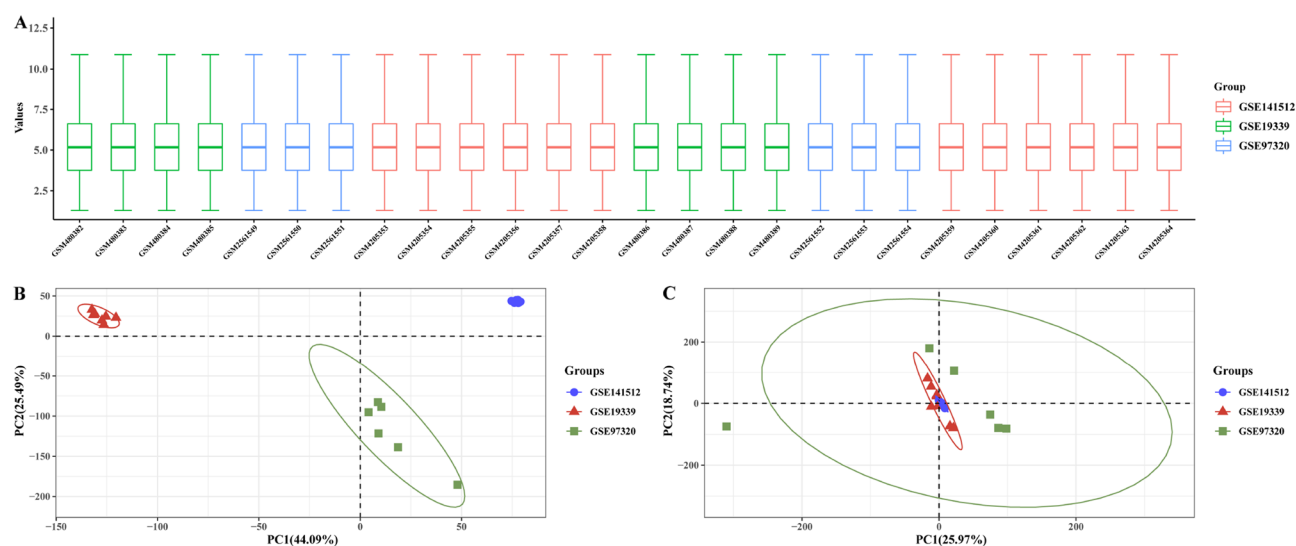 A
12.5
10.0
7.5
5.0
2.5
Values
GSM480382
GSM480383
GSM480384
GSM480385
GSM2561549
GSM2561550
GSM2561551
GSM4205353
GSM4205354
GSM4205355
GSM4205356
GSM4205357
GSM4205358
GSM480386
GSM480387
GSM480388
GSM480389
GSM2561552
GSM2561553
GSM2561554
GSM4205359
GSM4205360
GSM4205361
GSM4205362
GSM4205363
GSM4205364
Group
GSE141512
GSE19339
GSE97320
B
50
0
−50
−100
−150
−200
PC2(25.49%)
−150
−100
−50
0
50
PC1(44.09%)
Groups
GSE141512
GSE19339
GSE97320
C
200
0
−200
PC2(18.74%)
−200
0
200
PC1(25.97%)
Groups
GSE141512
GSE19339
GSE97320